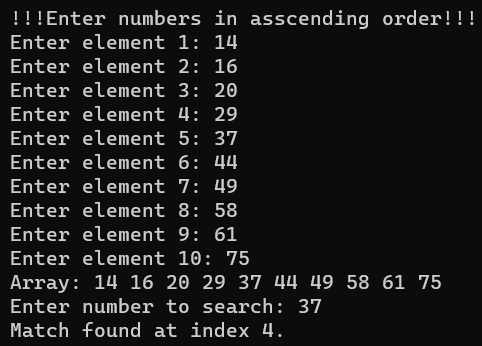 !!!Enter numbers in asscending order!!!
Enter element 1: 14
Enter element 2: 16
Enter element 3: 20
Enter element 4: 29
Enter element 5: 37
Enter element 6: 44
Enter element 7: 49
Enter element 8: 58
Enter element 9: 61
Enter element 10: 75
Array: 14 16 20 29 37 44 49 58 61 75
Enter number to search: 37
Match found at index 4.